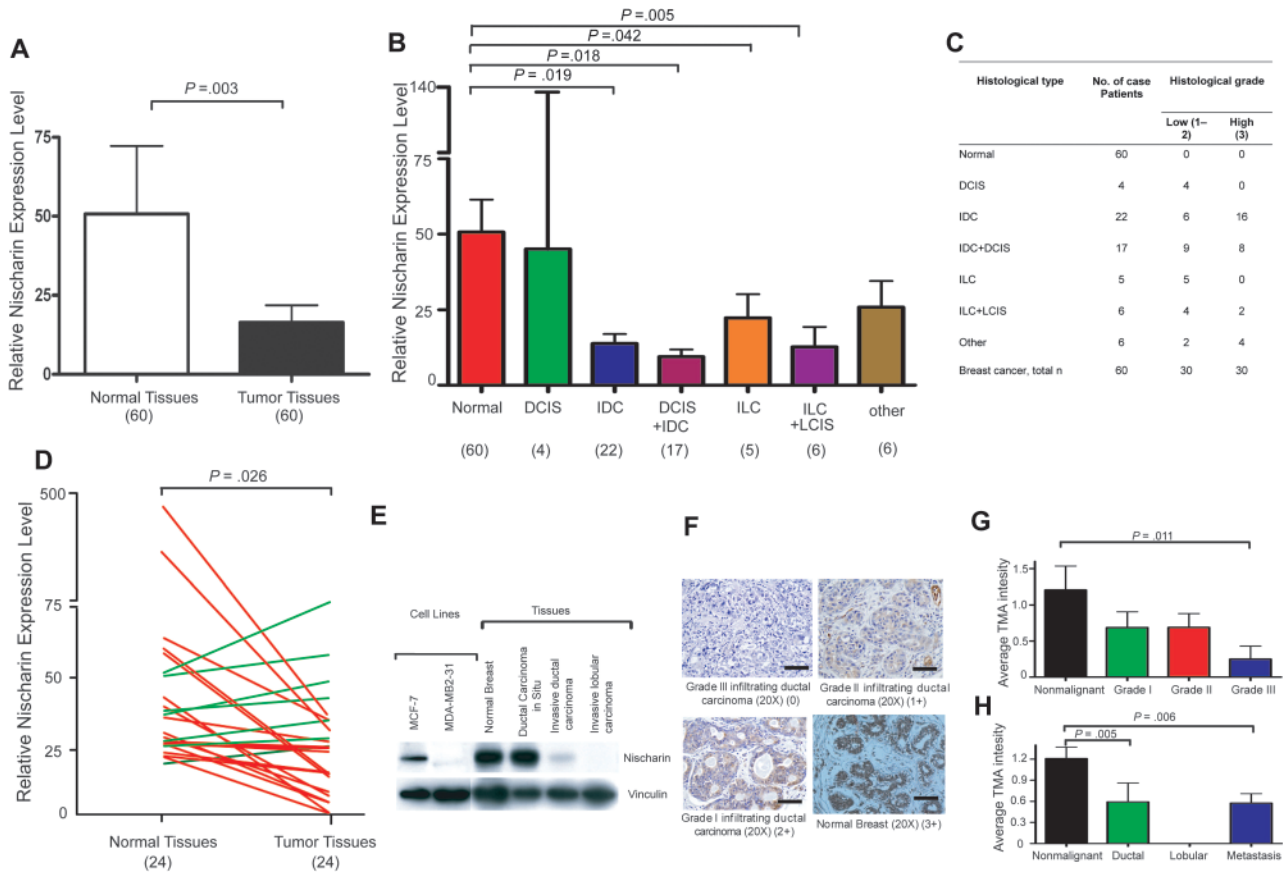 A
P =.003
Relative Nischarin Expression Level
75
50
25
0
Normal Tissues
(60)
Tumor Tissues
(60)
B
P =.005
P =.042
P =.018
P = .019
Relative Nischarin Expression Level
140
75
50
25
0
Normal
DCIS
IDC
DCIS
+IDC
ILC
ILC
+LCIS
other
(60)
(4)
(22)
(17)
(5)
(6)
(6)
C
Histological type
No. of case
Patients
Histological grade
Low (1–
2)
High
(3)
Normal 60 0 0
DCIS 4 4 0
IDC 22 6 16
IDC+DCIS 17 9 8
ILC 5 5 0
ILC+LCIS 6 4 2
Other 6 2 4
Breast cancer, total n 60 30 30
D
P = .026
Relative Nischarin Expression Level
500
75
50
25
0
Normal Tissues
(24)
Tumor Tissues
(24)
E
Cell Lines
Tissues
MCF-7
MDA-MB2-31
Normal Breast
Ductal Carcinoma
in Situ
Invasive ductal
carcinoma
Invasive lobular
carcinoma
Nischarin
Vinculin
F
Grade III infiltrating ductal
carcinoma (20X) (0)
Grade II infiltrating ductal
carcinoma (20X) (1+)
Grade I infiltrating ductal
carcinoma (20X) (2+)
Normal Breast (20X) (3+)
G
P = .011
Average TMA intesity
1.5
1.0
0.5
0
Nonmalignant
Grade I
Grade II
Grade III
H
P = .006
P = .005
Average TMA intesity
1.2
0.6
0.3
0
Nonmalignant
Ductal
Lobular
Metastasis